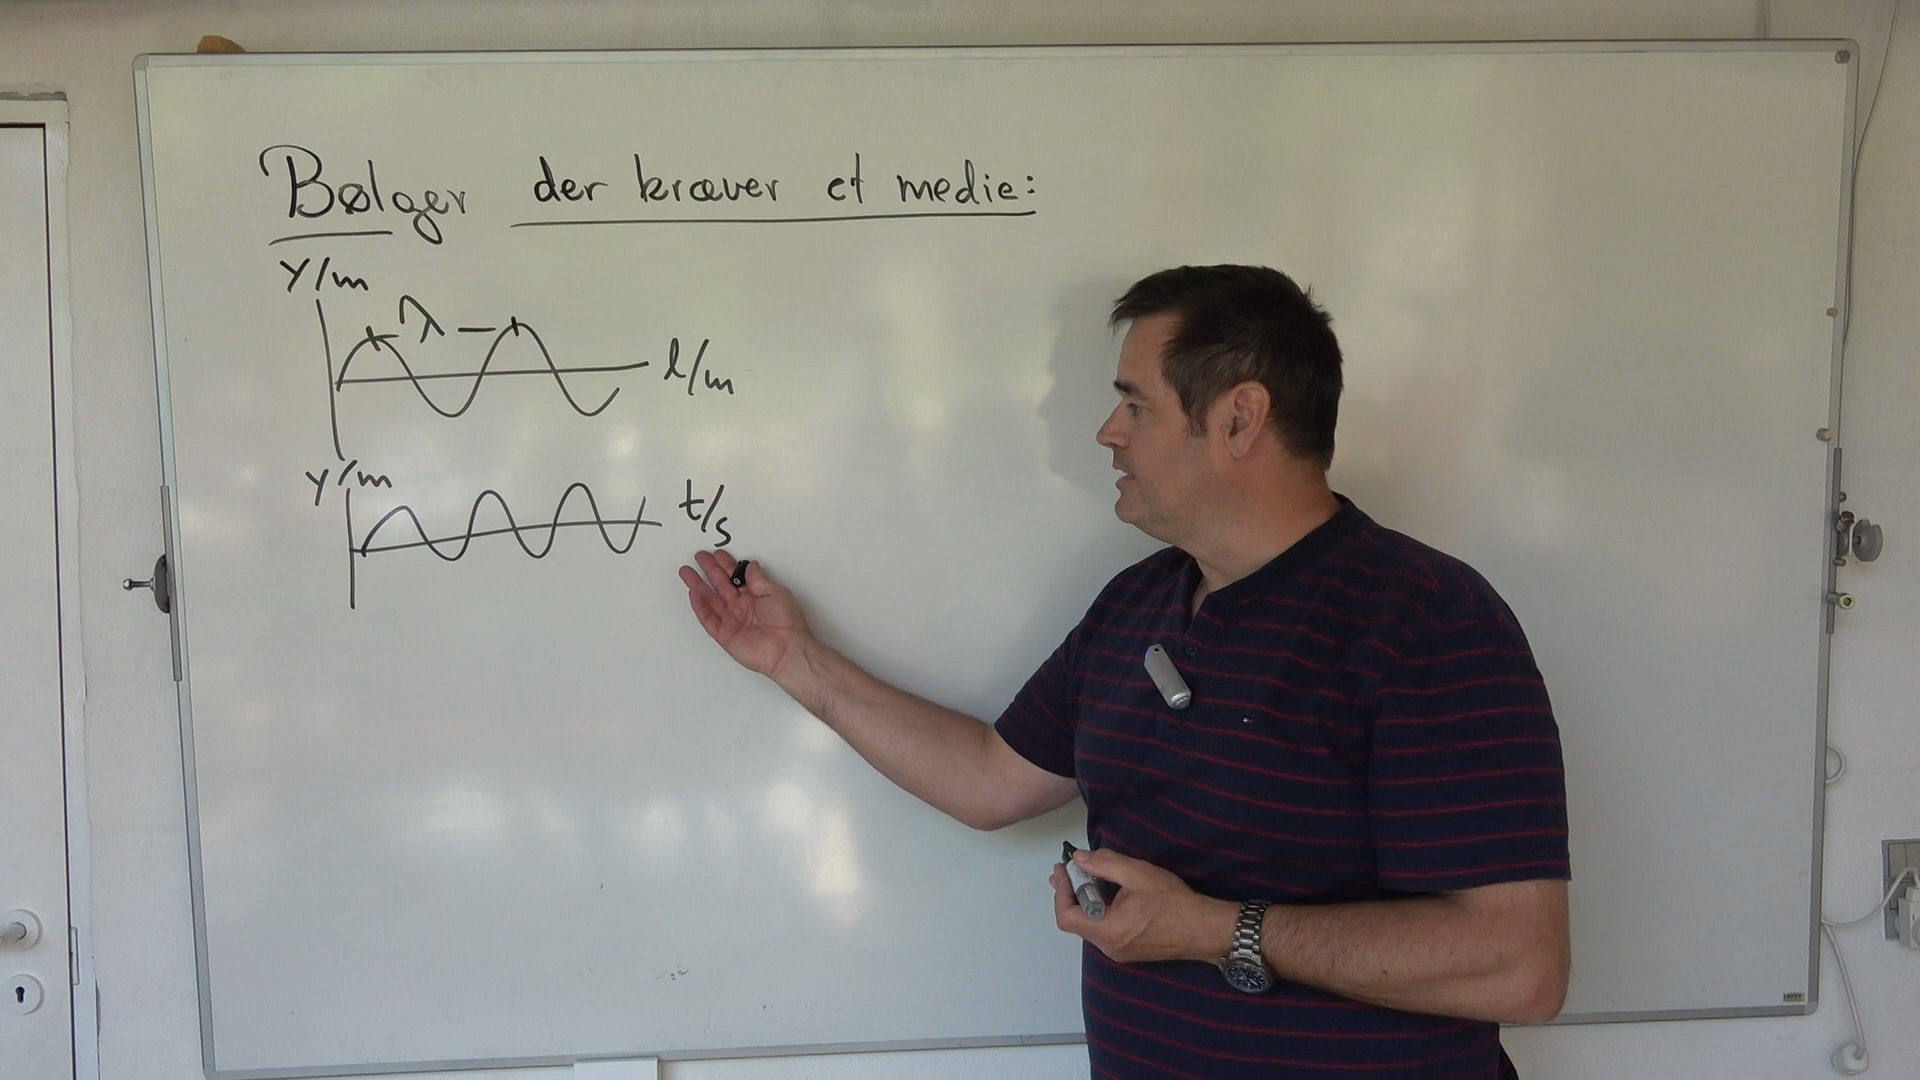 Bølger der kræver et medie:
y/m
λ
l/m
y/m
t/s